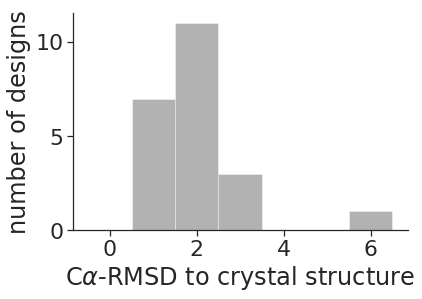 number of designs
10
5
0
0 2 4 6
Cα-RMSD to crystal structure